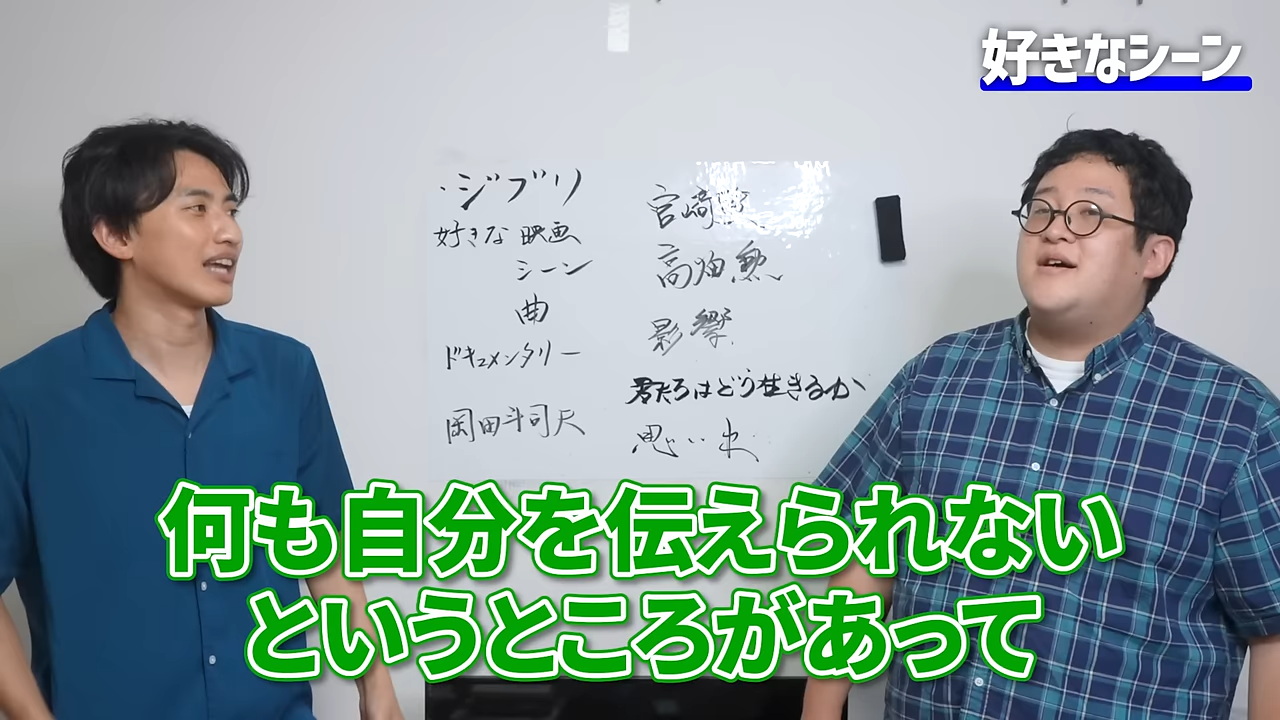 好きなシーン
・ジブリ
好きな映画
シーン
曲
ドキュメンタリー
岡田斗司夫
宮崎駿
高畑勲
影響
君たちはどう生きるか
思い出
何も自分を伝えられない
というところがあって